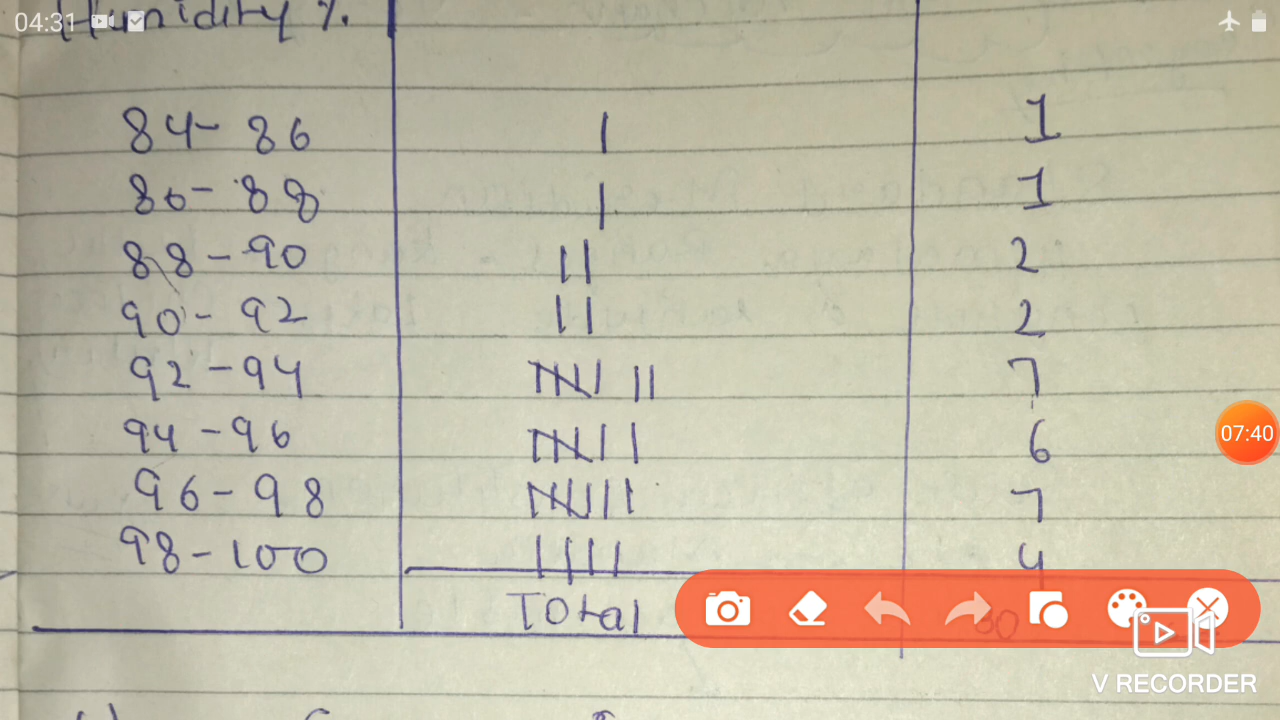 04:31
Humidity %.
84-86 | 1
86-88 | 1
88-90 || 2
90-92 || 2
92-94 |||| || 7
94-96 |||| | 6
96-98 |||| || 7
98-100 |||| 4
Total 30
07:40
V RECORDER